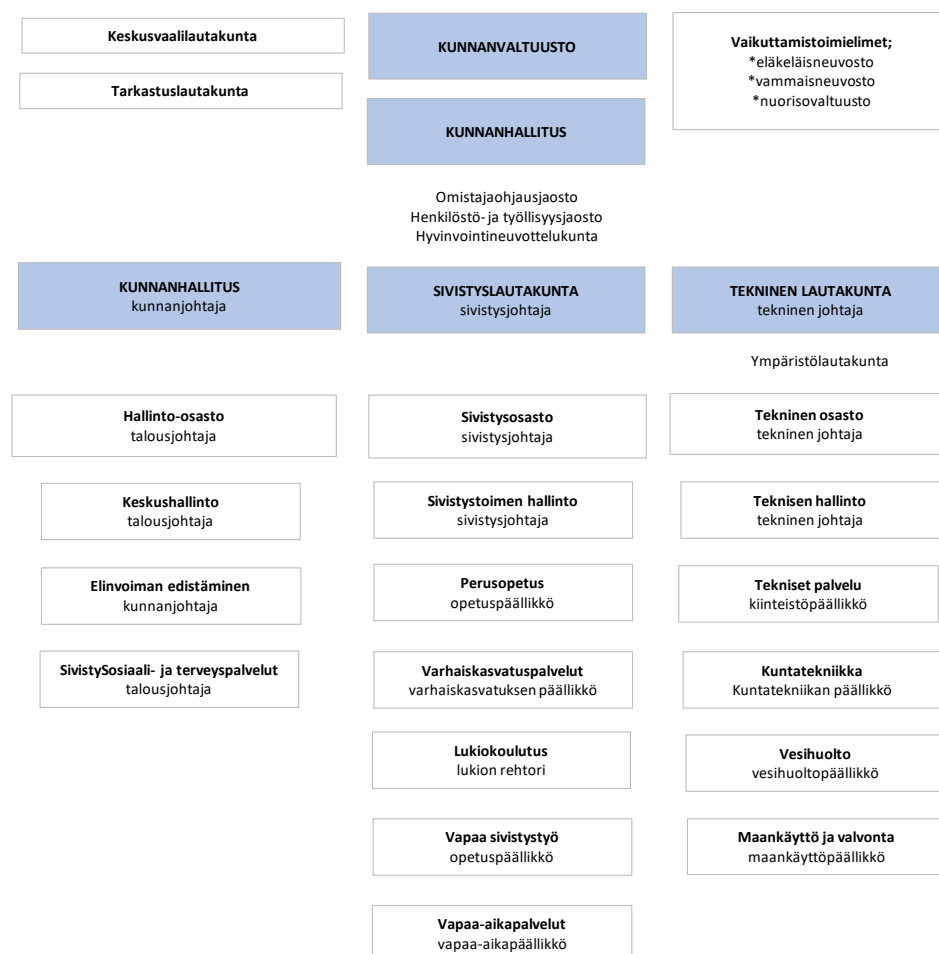 Keskusvaalilautakunta
Tarkastuslautakunta
KUNNANVALTUUSTO
KUNNANHALLITUS
Vaikuttamistoimielimet;
*eläkeläisneuvosto
*vammaisneuvosto
*nuorisovaltuusto
Omistajaohjausjaosto
Henkilöstö- ja työllisyysjaosto
Hyvinvointineuvottelukunta
KUNNANHALLITUS
kunnanjohtaja
SIVISTYSLAUTAKUNTA
sivistysjohtaja
TEKNINEN LAUTAKUNTA
tekninen johtaja
Ympäristölautakunta
Hallinto-osasto
talousjohtaja
Keskushallinto
talousjohtaja
Elinvoiman edistäminen
kunnanjohtaja
SivistySosiaali- ja terveyspalvelut
talousjohtaja
Sivistysosasto
sivistysjohtaja
Sivistystoimen hallinto
sivistysjohtaja
Perusopetus
opetuspäällikkö
Varhaiskasvatuspalvelut
varhaiskasvatuksen päällikkö
Lukiokoulutus
lukion rehtori
Vapaa sivistystyö
opetuspäällikkö
Vapaa-aikapalvelut
vapaa-aikapäällikkö
Tekninen osasto
tekninen johtaja
Teknisen hallinto
tekninen johtaja
Tekniset palvelu
kiinteistöpäällikkö
Kuntatekniikka
Kuntatekniikan päällikkö
Vesihuolto
vesihuoltopäällikkö
Maankäyttö ja valvonta
maankäyttöpäällikkö